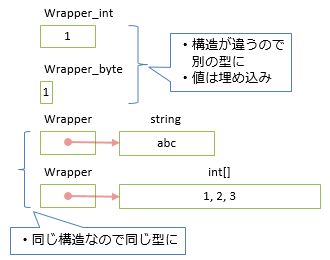 Wrapper_int
1
Wrapper_byte
1
・構造が違うので
別の型に
・値は埋め込み
Wrapper
string
abc
Wrapper
int[]
1, 2, 3
・同じ構造なので同じ型に